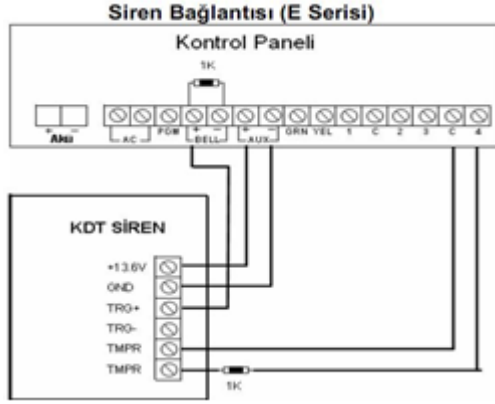 Siren Bağlantısı (E Serisi)
Kontrol Paneli
1K
+ - + - + -
Akü AC PGM BELL AUX GRN YEL 1 C 2 3 C 4
KDT SİREN
+13.6V
GND
TRG+
TRG-
TMPR
TMPR
1K